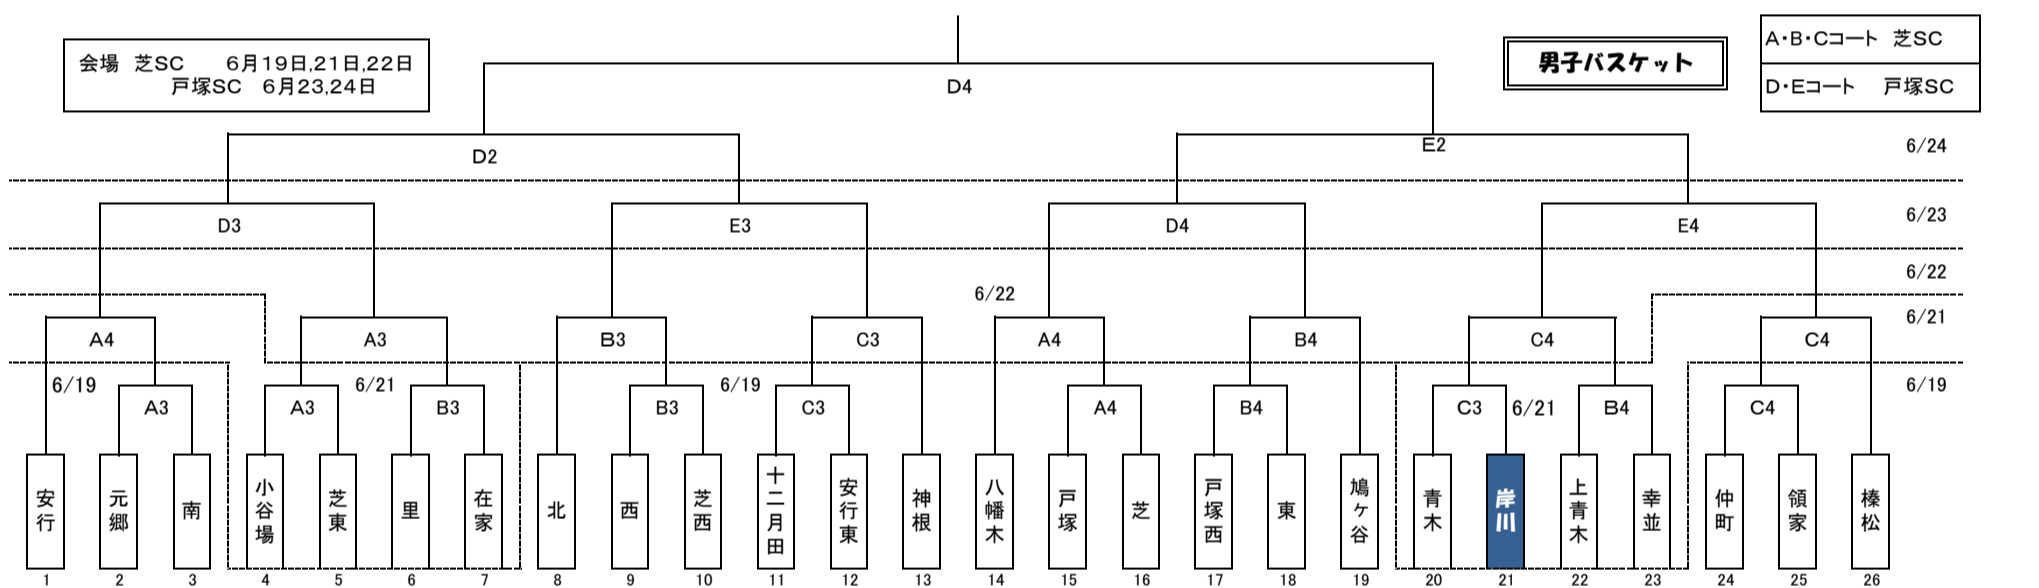 会場 芝SC 6月19日,21日,22日
戸塚SC 6月23,24日
男子バスケット
A・B・Cコート 芝SC
D・Eコート 戸塚SC
D4
D2
E2
6/24
D3
E3
D4
E4
6/23
6/22
6/22
A4
A3
B3
C3
A4
B4
C4
C4
6/21
6/19
A3
A3
6/21
B3
B3
6/19
C3
A4
B4
C3
6/21
B4
C4
6/19
安行
元郷
南
小谷場
芝東
里
在家
北
西
芝西
十二月田
安行東
神根
八幡木
戸塚
芝
戸塚西
東
鳩ヶ谷
青木
岸川
上青木
幸並
仲町
領家
榛松
1 2 3 4 5 6 7 8 9 10 11 12 13 14 15 16 17 18 19 20 21 22 23 24 25 26